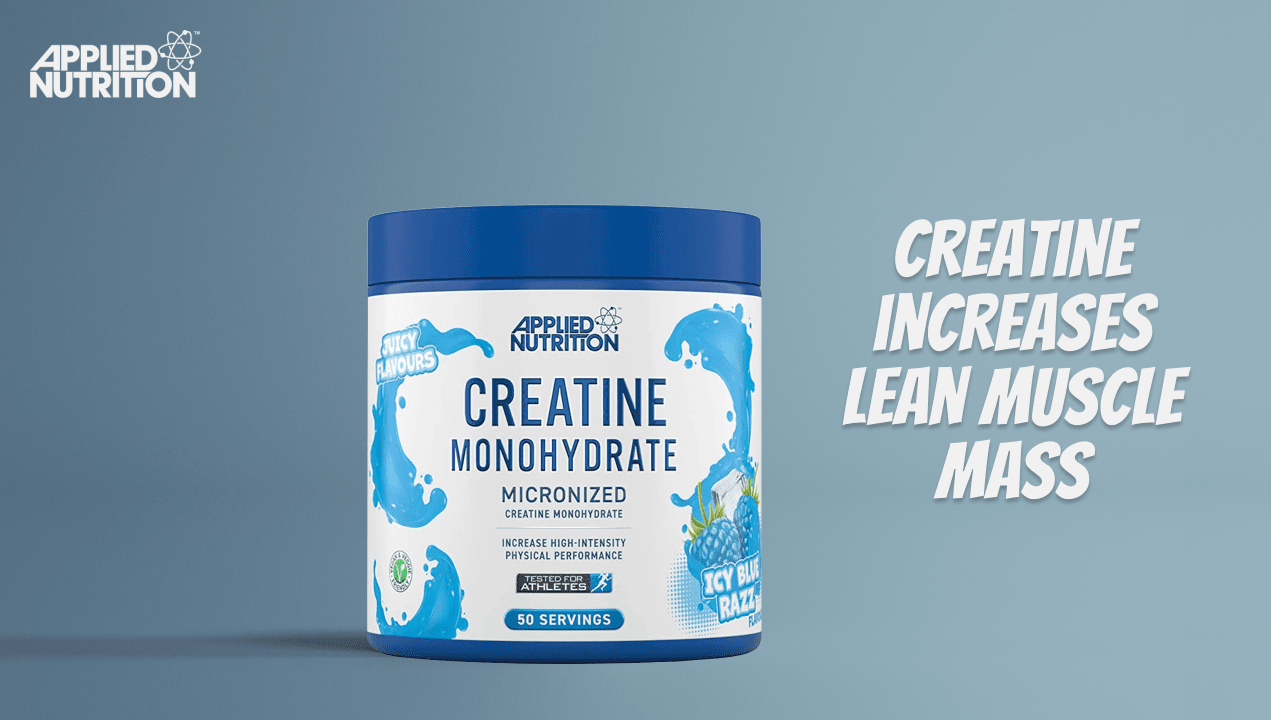 APPLIED
NUTRITION
™
CREATINE
INCREASES
LEAN MUSCLE
MASS
JUICY
FLAVOURS
APPLIED
NUTRITION
CREATINE
MONOHYDRATE
MICRONIZED
CREATINE MONOHYDRATE
INCREASE HIGH-INTENSITY
PHYSICAL PERFORMANCE
TESTED FOR
ATHLETES
50 SERVINGS
ICY BLUE
RAZZ